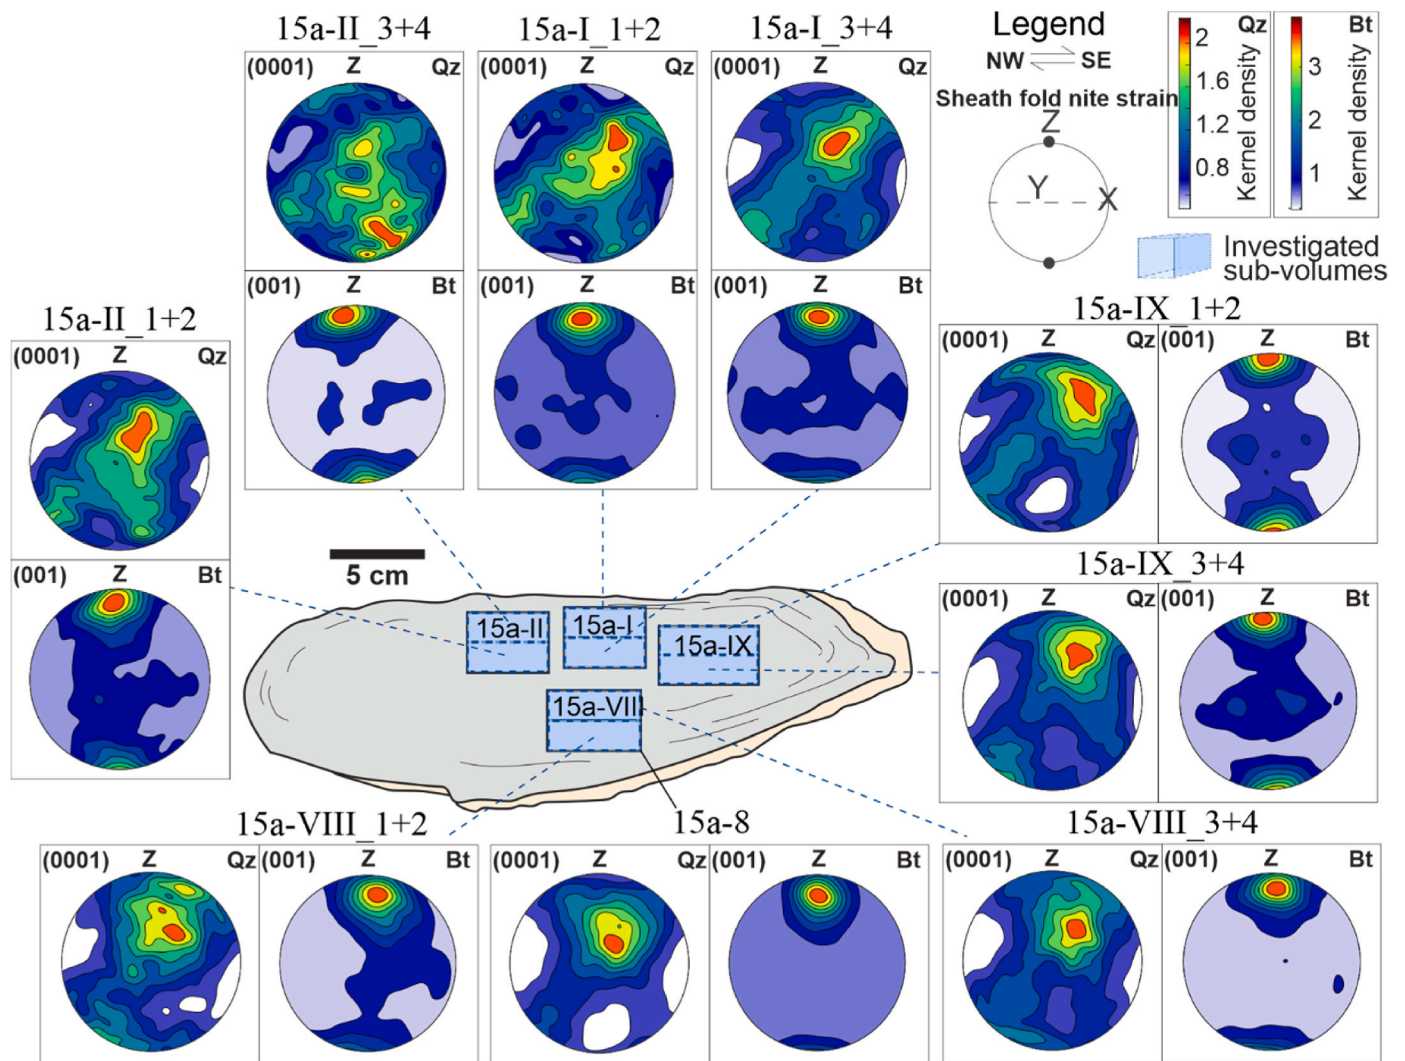 15a-II_3+4
(0001) Z Qz
(001) Z Bt
15a-I_1+2
(0001) Z Qz
(001) Z Bt
15a-I_3+4
(0001) Z Qz
(001) Z Bt
Legend
NW SE
Sheath fold nite strain
Z
Y
X
2
1.6
1.2
0.8
Qz
Kernel density
3
2
1
Bt
Kernel density
Investigated
sub-volumes
15a-II_1+2
(0001) Z Qz
(001) Z Bt
15a-IX_1+2
(0001) Z Qz
(001) Z Bt
15a-IX_3+4
(0001) Z Qz
(001) Z Bt
5 cm
15a-II
15a-I
15a-IX
15a-VII
15a-VIII_1+2
(0001) Z Qz
(001) Z Bt
15a-8
(0001) Z Qz
(001) Z Bt
15a-VIII_3+4
(0001) Z Qz
(001) Z Bt